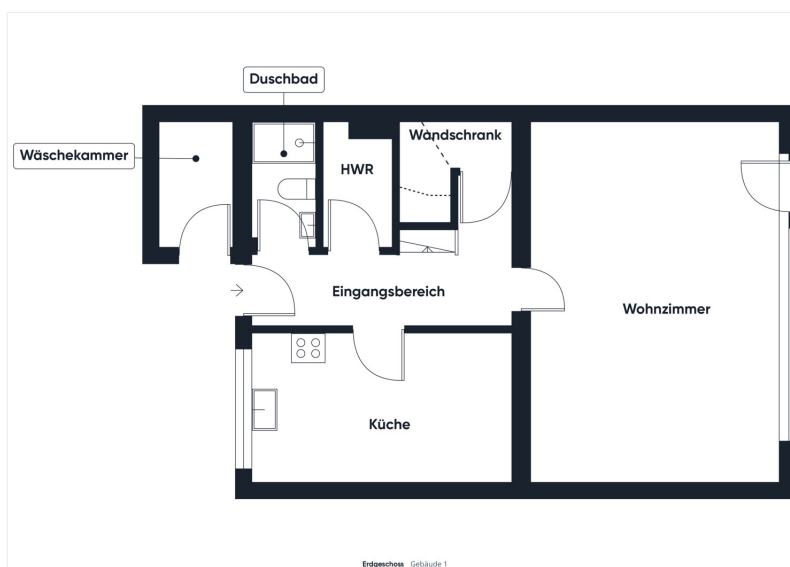 Duschbad
Wandschrank
Wäschekammer
HWR
Eingangsbereich
Wohnzimmer
Küche
Erdgeschoss Gebäude 1